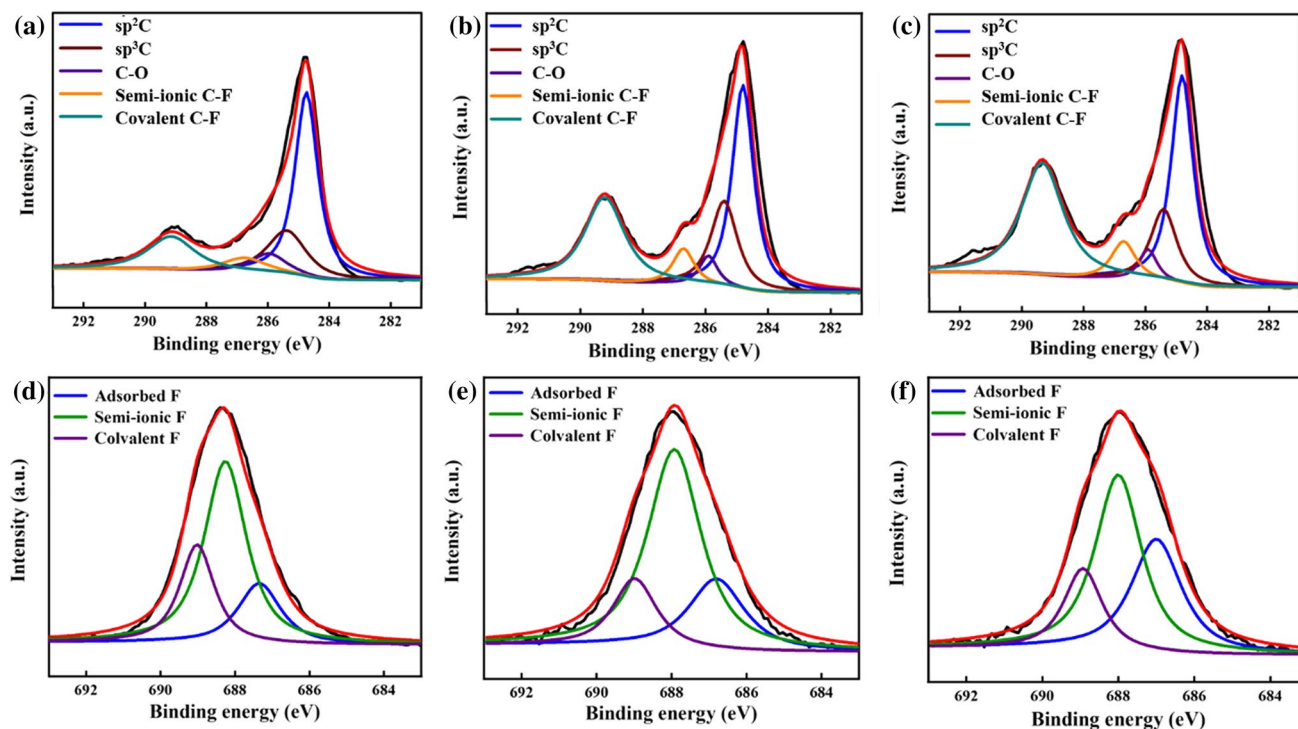 (a)
sp²C
sp³C
C-O
Semi-ionic C-F
Covalent C-F
Intensity (a.u.)
292 290 288 286 284 282
Binding energy (eV)
(b)
sp²C
sp³C
C-O
Semi-ionic C-F
Covalent C-F
Intensity (a.u.)
292 290 288 286 284 282
Binding energy (eV)
(c)
sp²C
sp³C
C-O
Semi-ionic C-F
Covalent C-F
Itensity (a.u.)
292 290 288 286 284 282
Binding energy (eV)
(d)
Adsorbed F
Semi-ionic F
Colvalent F
Intensity (a.u.)
692 690 688 686 684
Binding energy (eV)
(e)
Adsorbed F
Semi-ionic F
Colvalent F
Intensity (a.u.)
692 690 688 686 684
Binding energy (eV)
(f)
Adsorbed F
Semi-ionic F
Colvalent F
Intensity (a.u.)
692 690 688 686 684
Binding energy (eV)